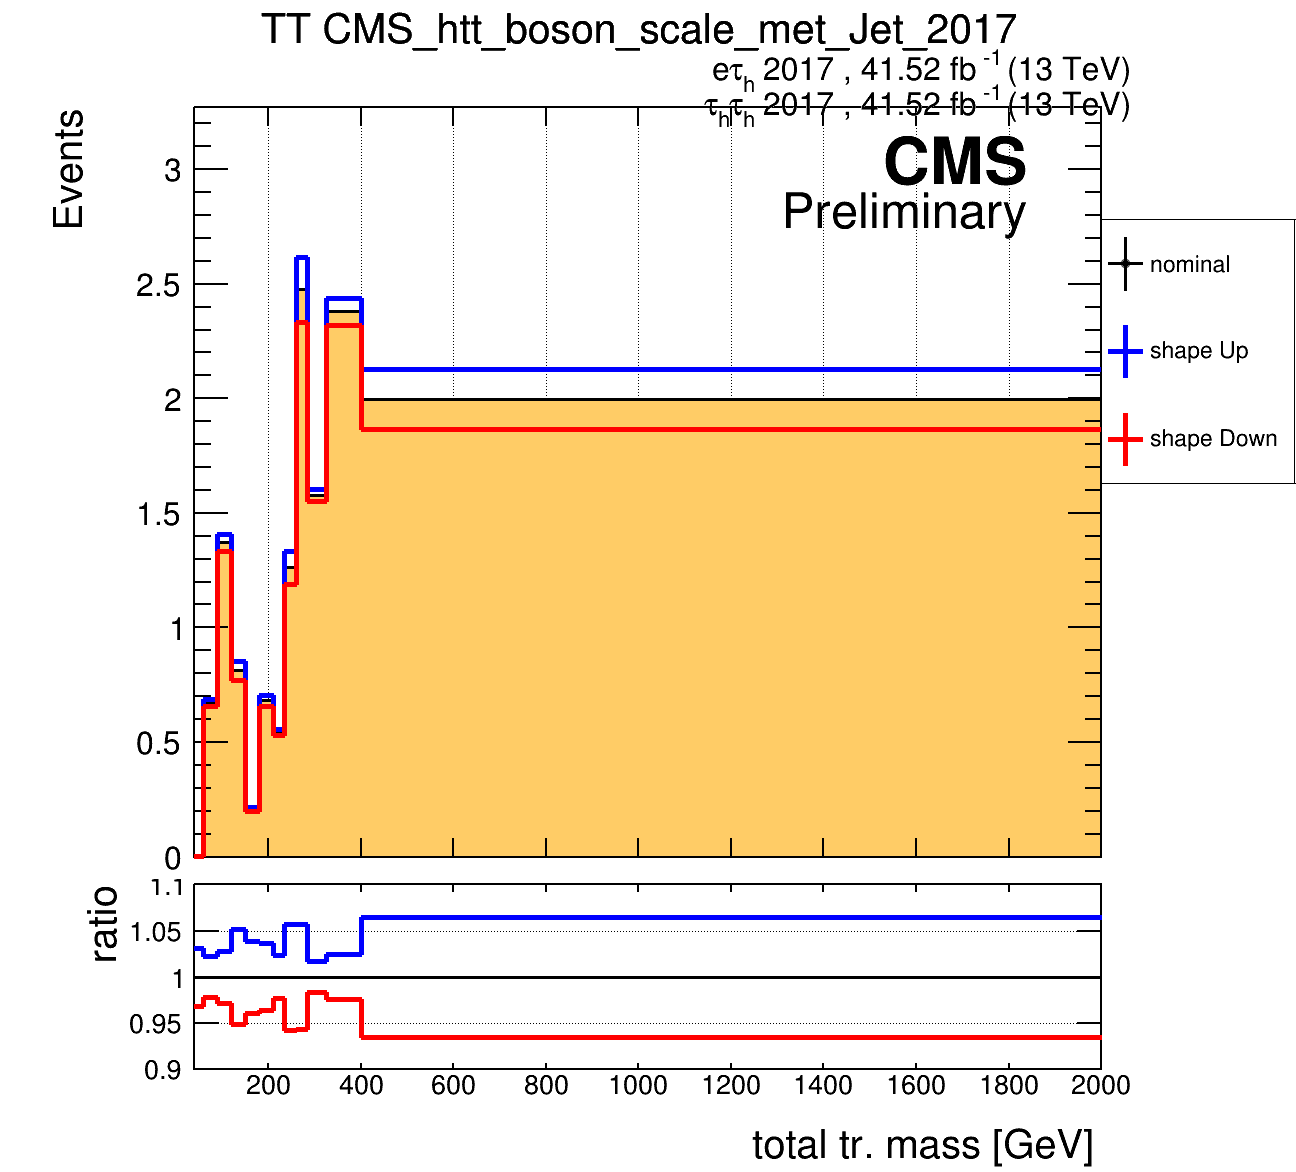 TT CMS_htt_boson_scale_met_Jet_2017
eτh 2017 , 41.52 fb -1 (13 TeV)
τhτh 2017 , 41.52 fb -1 (13 TeV)
CMS
Preliminary
Events
3
2.5
2
1.5
1
0.5
0
nominal
shape Up
shape Down
ratio
1.1
1.05
1
0.95
0.9
200 400 600 800 1000 1200 1400 1600 1800 2000
total tr. mass [GeV]